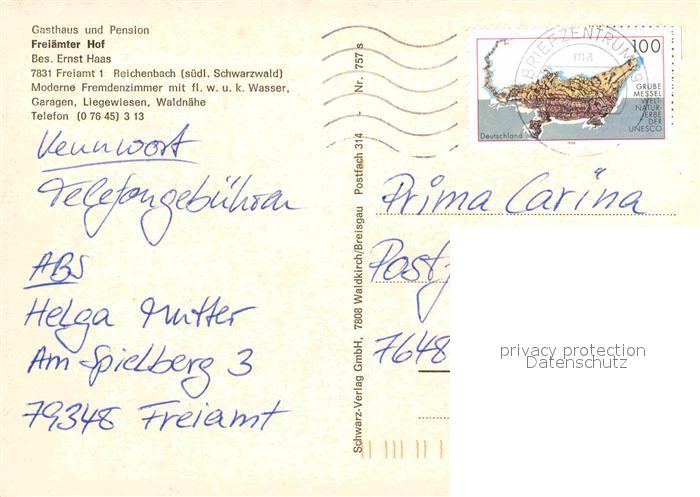 Gasthaus und Pension
Freiämter Hof
Bes. Ernst Haas
7831 Freiamt 1 Reichenbach (südl. Schwarzwald)
Moderne Fremdenzimmer mit fl. w. u. k. Wasser,
Garagen, Liegewiesen, Waldnähe
Telefon (0 76 45) 3 13
Kennwort
Telefongebühren
ABS
Helga Mutter
Am Spielberg 3
79348 Freiamt
Schwarz-Verlag GmbH, 7808 Waldkirch/Breisgau Postfach 314 - Nr. 757 s
BRIEFZENTRUM
ma
100
GRUBE
MESSEL
WELT-
NATUR-
ERBE
DER
UNESCO
Deutschland
Prima Carina
7648
privacy protection
Datenschutz